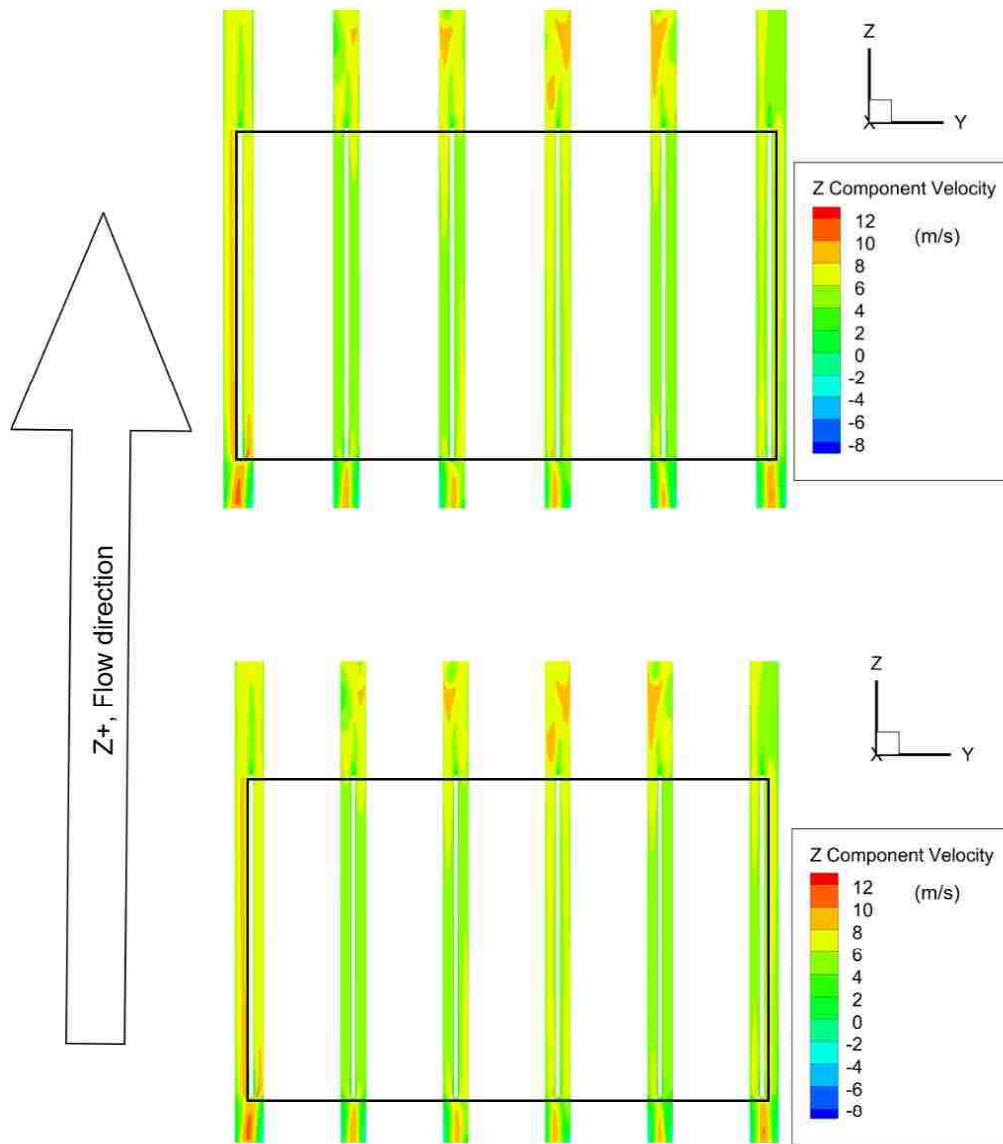 Z
X
Y
Z Component Velocity
12
(m/s)
10
8
6
4
2
0
-2
-4
-6
-8
Z+, Flow direction
Z
X
Y
Z Component Velocity
12
(m/s)
10
8
6
4
2
0
-2
-4
-6
-8